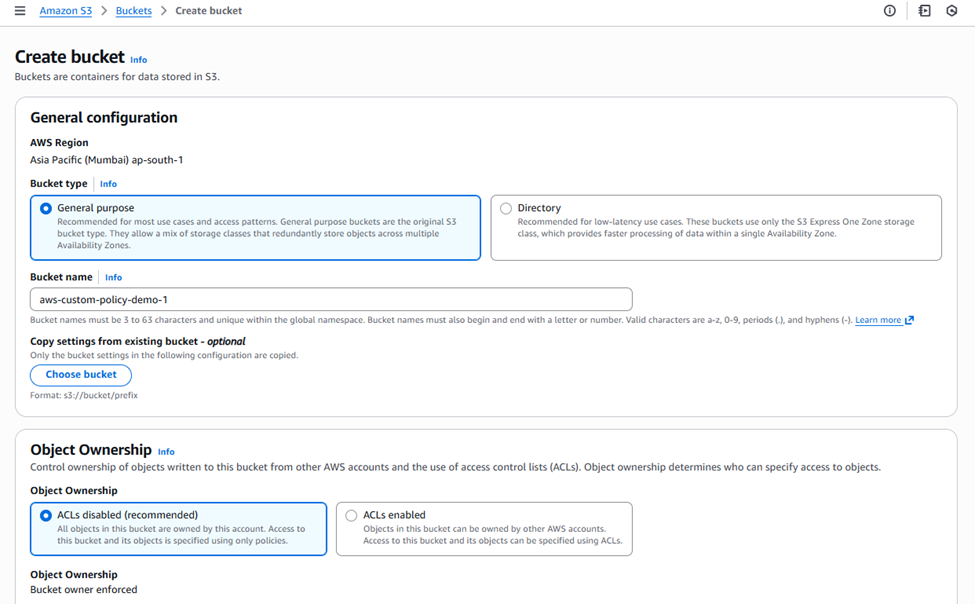 Amazon S3 > Buckets > Create bucket
Create bucket Info
Buckets are containers for data stored in S3.
General configuration
AWS Region
Asia Pacific (Mumbai) ap-south-1
Bucket type Info
General purpose
Recommended for most use cases and access patterns. General purpose buckets are the original S3
bucket type. They allow a mix of storage classes that redundantly store objects across multiple
Availability Zones.
Directory
Recommended for low-latency use cases. These buckets use only the S3 Express One Zone storage
class, which provides faster processing of data within a single Availability Zone.
Bucket name Info
aws-custom-policy-demo-1
Bucket names must be 3 to 63 characters and unique within the global namespace. Bucket names must also begin and end with a letter or number. Valid characters are a-z, 0-9, periods (.), and hyphens (-). Learn more
Copy settings from existing bucket - optional
Only the bucket settings in the following configuration are copied.
Choose bucket
Format: s3://bucket/prefix
Object Ownership Info
Control ownership of objects written to this bucket from other AWS accounts and the use of access control lists (ACLs). Object ownership determines who can specify access to objects.
Object Ownership
ACLs disabled (recommended)
All objects in this bucket are owned by this account. Access to
this bucket and its objects is specified using only policies.
ACLs enabled
Objects in this bucket can be owned by other AWS accounts.
Access to this bucket and its objects can be specified using ACLs.
Object Ownership
Bucket owner enforced